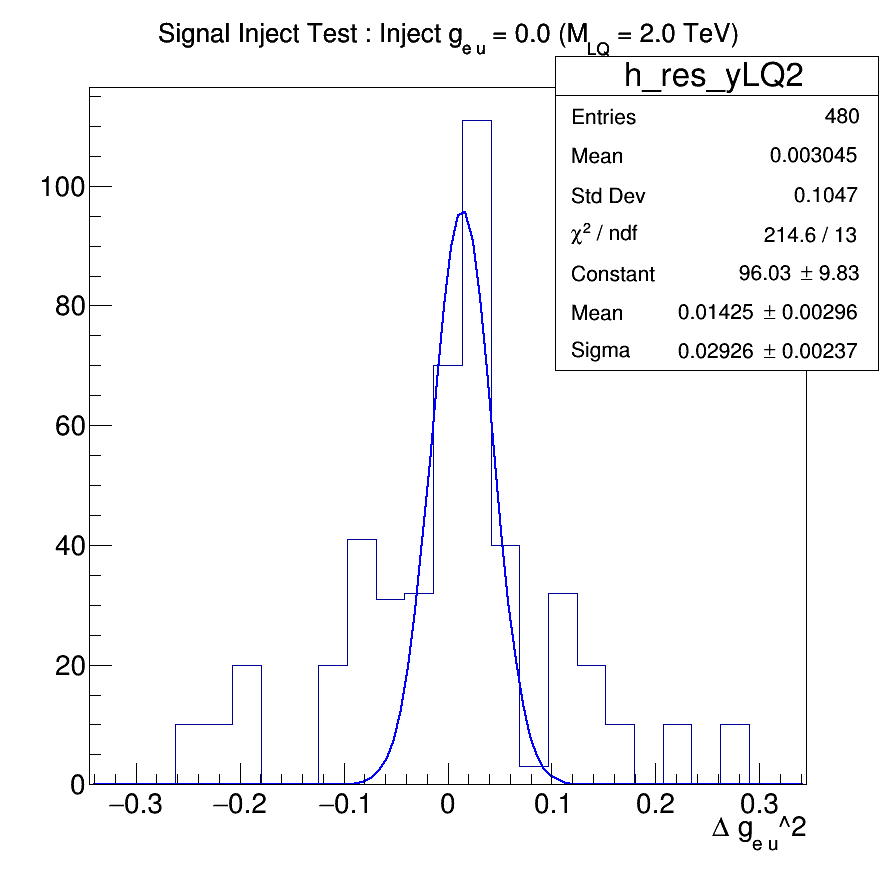 Signal Inject Test : Inject g_e u = 0.0 (M_LQ = 2.0 TeV)
h_res_yLQ2
Entries 480
Mean 0.003045
Std Dev 0.1047
χ² / ndf 214.6 / 13
Constant 96.03 ± 9.83
Mean 0.01425 ± 0.00296
Sigma 0.02926 ± 0.00237
100
80
60
40
20
0
−0.3 −0.2 −0.1 0 0.1 0.2 0.3
Δ g_e u^2